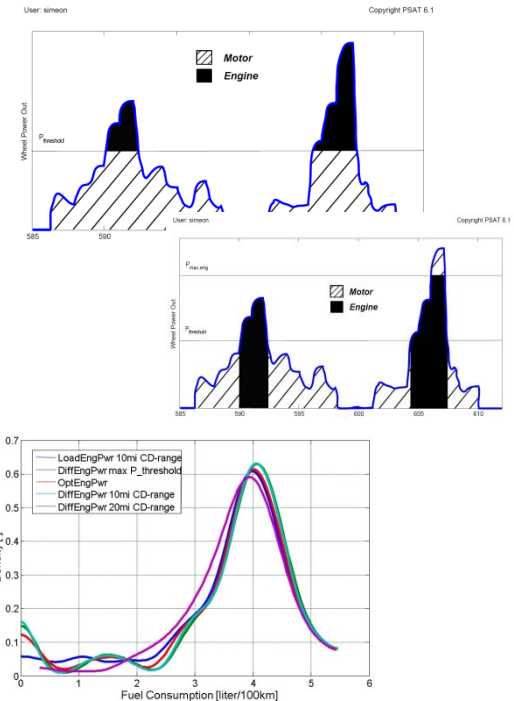 User: simeon Copyright PSAT 6.1
Motor
Engine
Wheel Power Out
P_threshold
585 590
User: simeon Copyright PSAT 6.1
P_max,eng
Motor
Engine
Wheel Power Out
P_threshold
585 590 595 600 605 610
0.7
0.6
0.5
0.4
0.3
0.2
0.1
0
LoadEngPwr 10mi CD-range
DiffEngPwr max P_threshold
OptEngPwr
DiffEngPwr 10mi CD-range
DiffEngPwr 20mi CD-range
0 1 2 3 4 5 6
Fuel Consumption [liter/100km]